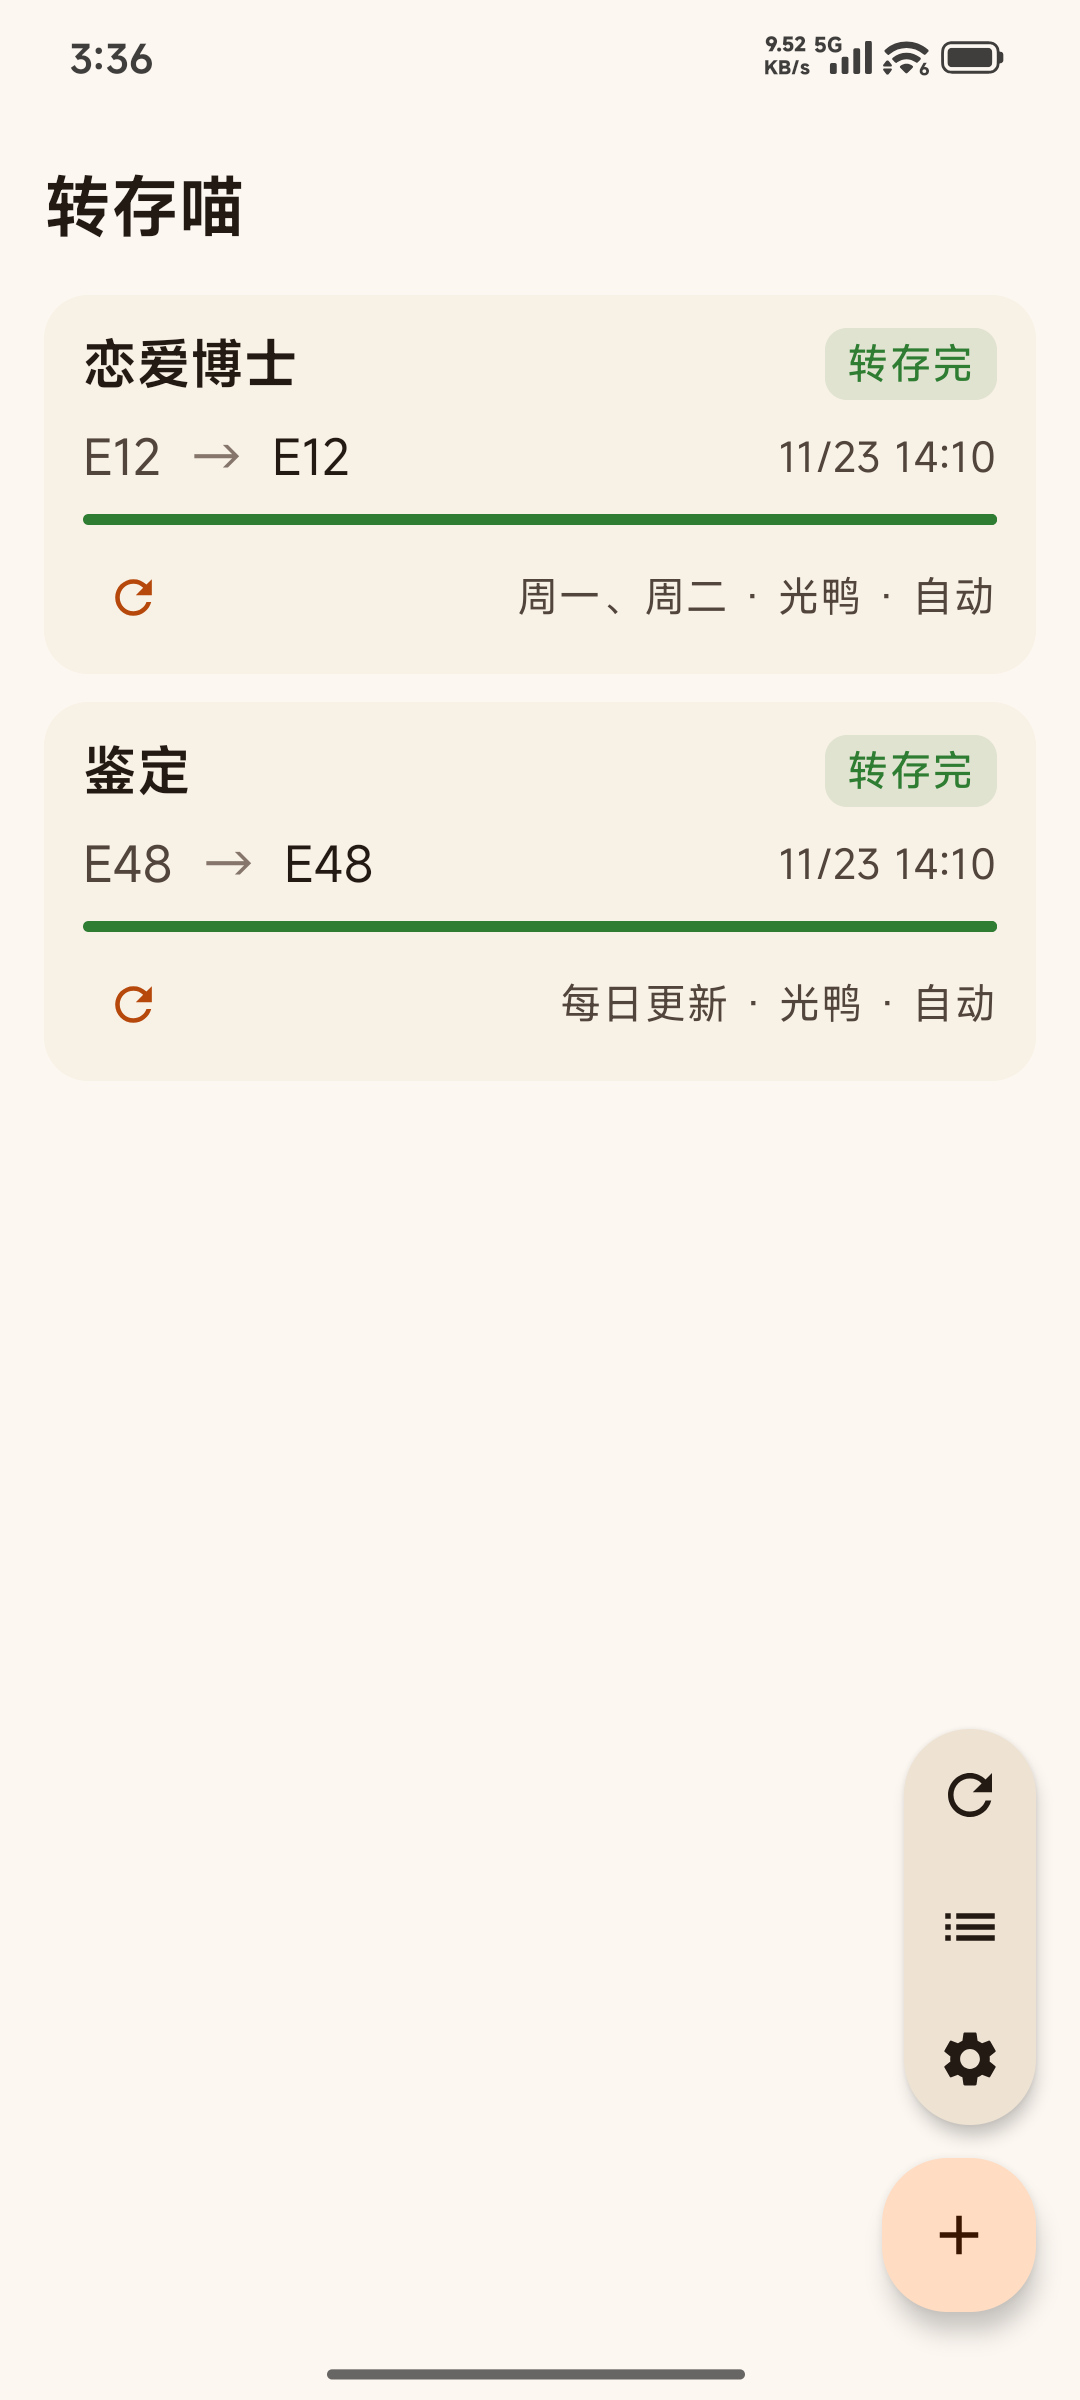 3:36
9.52 KB/s 5G 6
转存喵
恋爱博士 转存完
E12 → E12 11/23 14:10
周一、周二 · 光鸭 · 自动
鉴定 转存完
E48 → E48 11/23 14:10
每日更新 · 光鸭 · 自动